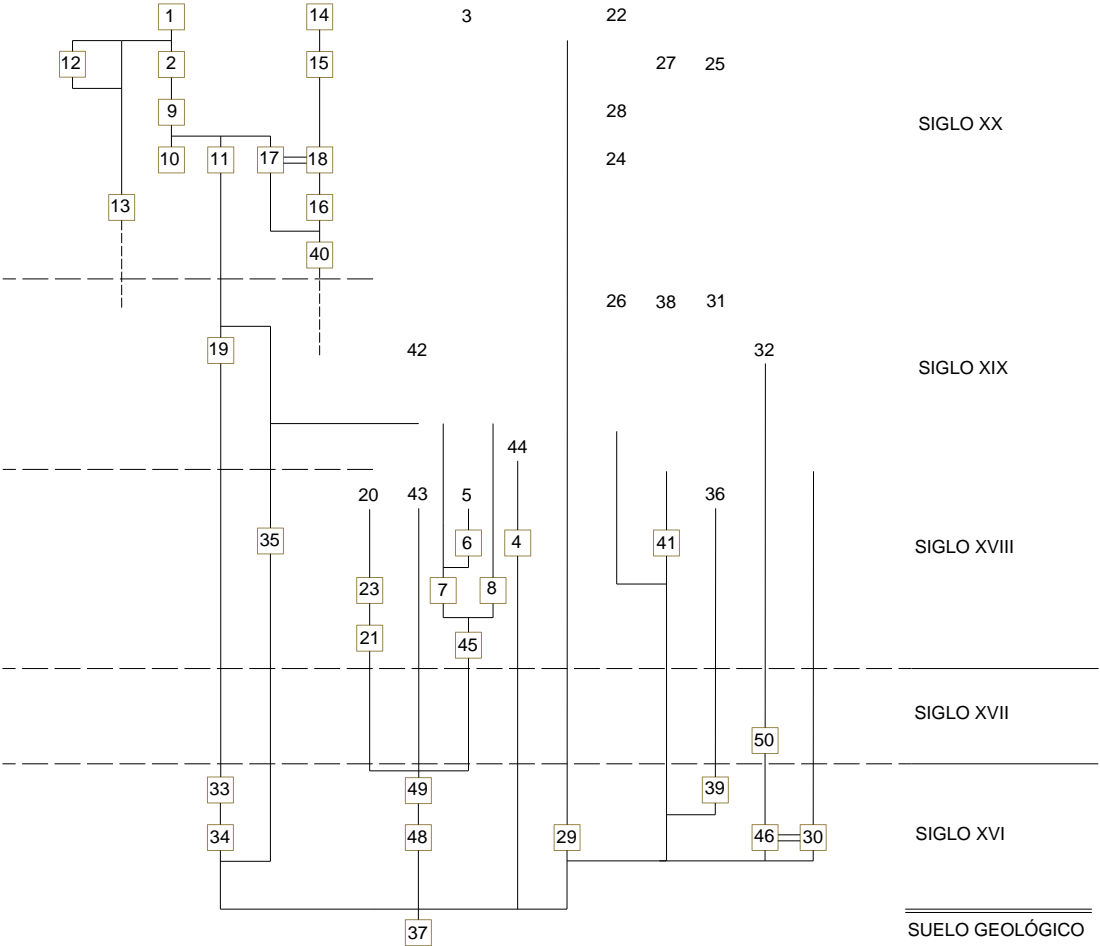 1 14 3 22
12 2 15 27 25
9 28
SIGLO XX
10 11 17 18 24
13 16
40
26 38 31
19 42 32
SIGLO XIX
44
20 43 5 36
35 6 4 41
SIGLO XVIII
23 7 8
21 45
SIGLO XVII
50
33 49 39
34 48 29 46 30
SIGLO XVI
37 SUELO GEOLÓGICO